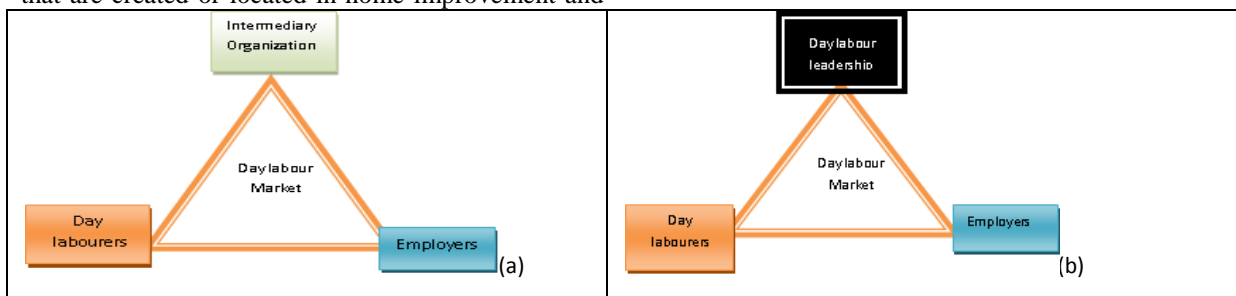 that are created or located in home improvement and
Intermediary
Organization
Daylabour
Market
Day
labourers
Employers
(a)
Daylabour
leadership
Daylabour
Market
Day
labourers
Employers
(b)